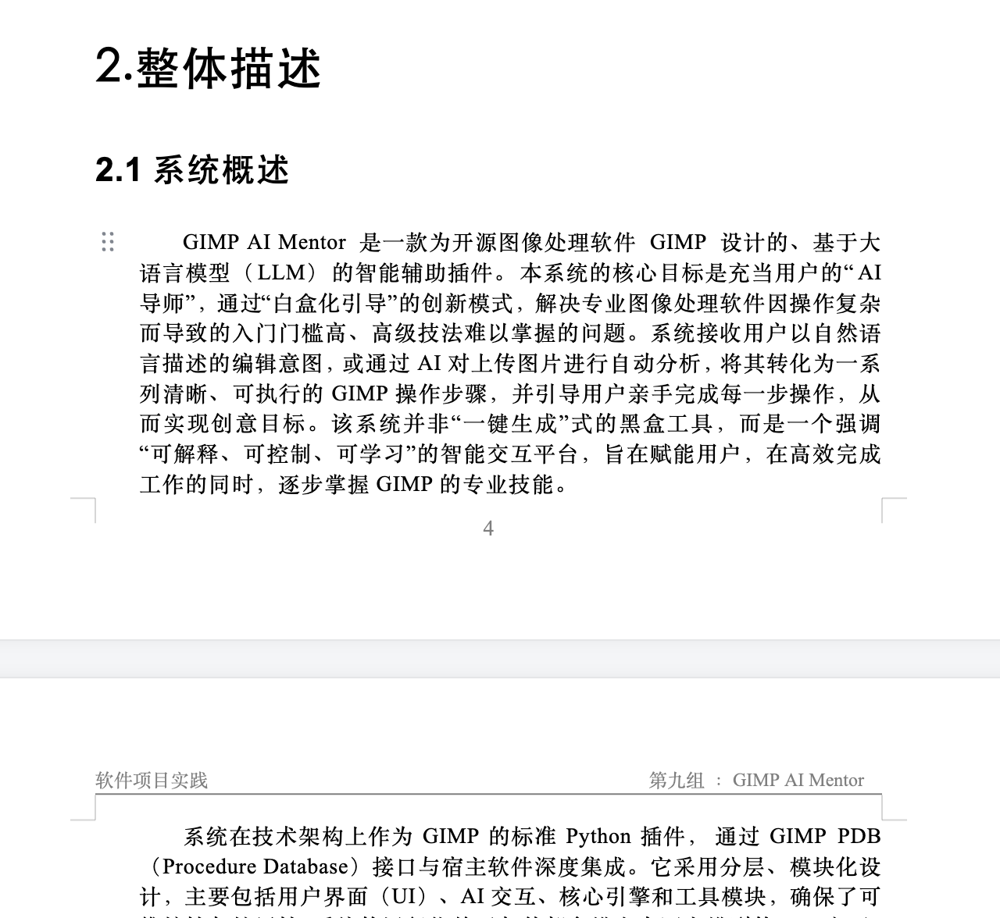 2.整体描述
2.1 系统概述
GIMP AI Mentor 是一款为开源图像处理软件 GIMP 设计的、基于大
语言模型（LLM）的智能辅助插件。本系统的核心目标是充当用户的“AI
导师”，通过“白盒化引导”的创新模式，解决专业图像处理软件因操作复杂
而导致的入门门槛高、高级技法难以掌握的问题。系统接收用户以自然语
言描述的编辑意图，或通过 AI 对上传图片进行自动分析，将其转化为一系
列清晰、可执行的 GIMP 操作步骤，并引导用户亲手完成每一步操作，从
而实现创意目标。该系统并非“一键生成”式的黑盒工具，而是一个强调
“可解释、可控制、可学习”的智能交互平台，旨在赋能用户，在高效完成
工作的同时，逐步掌握 GIMP 的专业技能。
4
软件项目实践 第九组 ： GIMP AI Mentor
系统在技术架构上作为 GIMP 的标准 Python 插件， 通过 GIMP PDB
（Procedure Database）接口与宿主软件深度集成。它采用分层、模块化设
计，主要包括用户界面（UI）、AI 交互、核心引擎和工具模块，确保了可